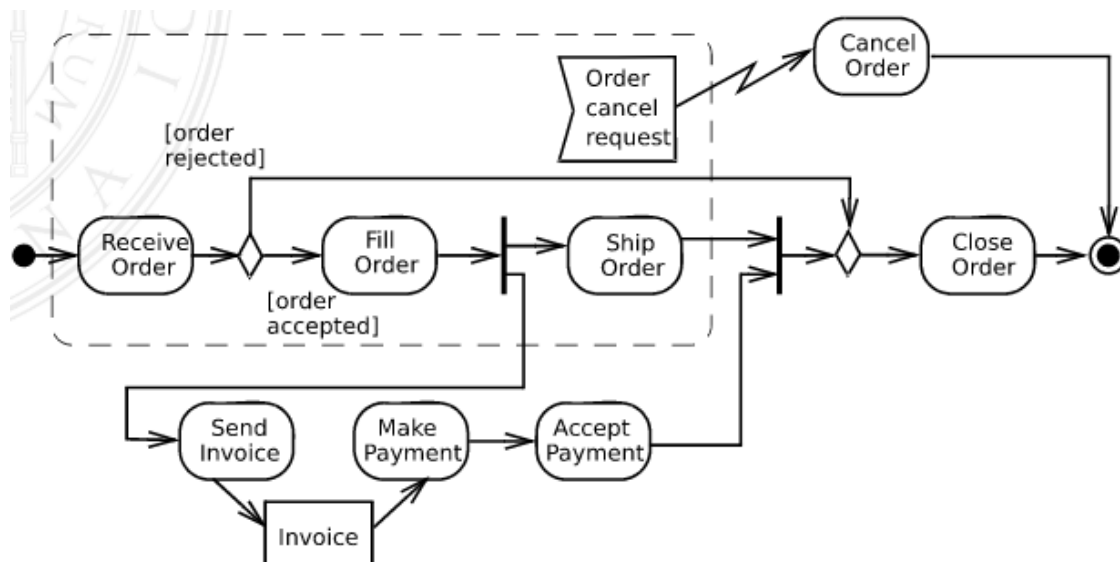 Cancel
Order
Order
cancel
request
[order
rejected]
Receive
Order
Fill
Order
Ship
Order
Close
Order
[order
accepted]
Send
Invoice
Make
Payment
Accept
Payment
Invoice